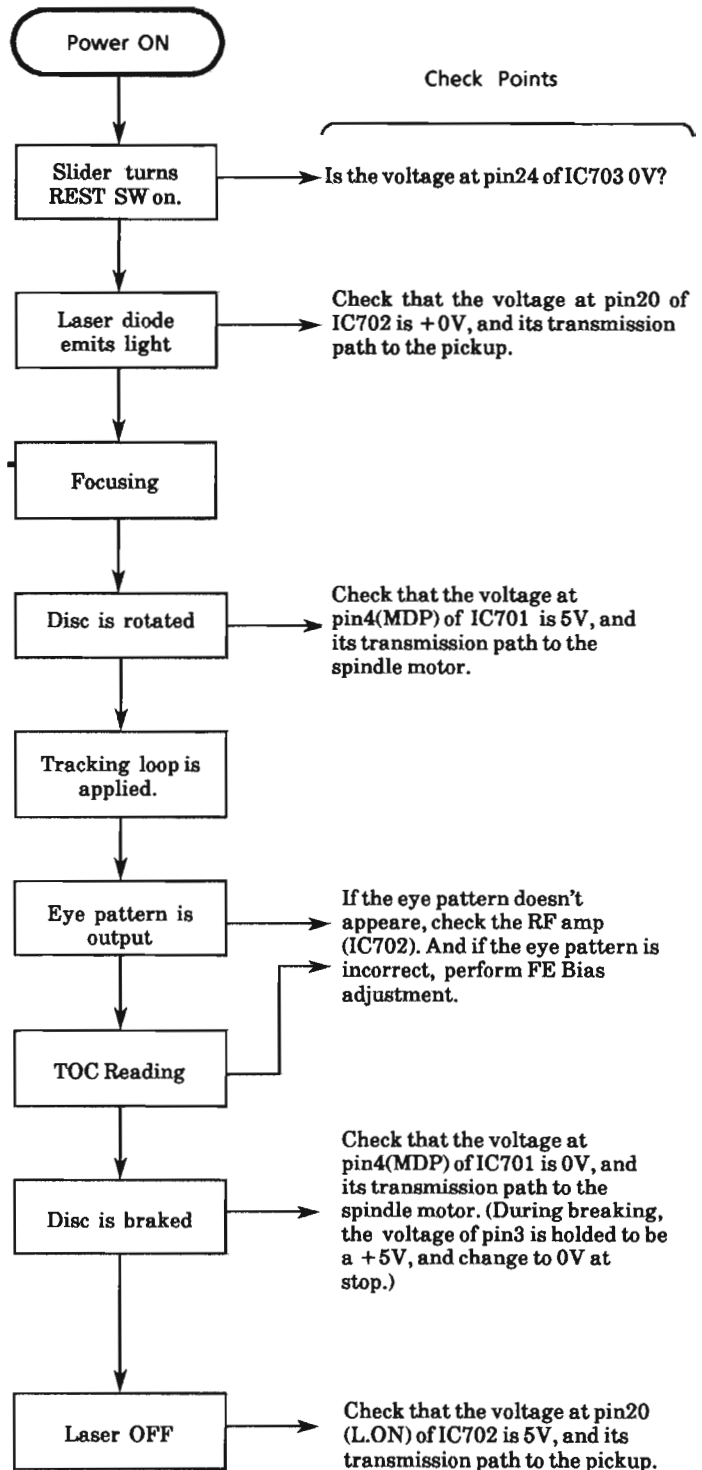 Power ON
Check Points
Slider turns
REST SW on.
Is the voltage at pin24 of IC703 0V?
Laser diode
emits light
Check that the voltage at pin20 of
IC702 is +0V, and its transmission
path to the pickup.
Focusing
Disc is rotated
Check that the voltage at
pin4(MDP) of IC701 is 5V, and
its transmission path to the
spindle motor.
Tracking loop is
applied.
Eye pattern is
output
If the eye pattern doesn't
appeare, check the RF amp
(IC702). And if the eye pattern is
incorrect, perform FE Bias
adjustment.
TOC Reading
Disc is braked
Check that the voltage at
pin4(MDP) of IC701 is 0V, and
its transmission path to the
spindle motor. (During breaking,
the voltage of pin3 is holded to be
a +5V, and change to 0V at
stop.)
Laser OFF
Check that the voltage at pin20
(L.ON) of IC702 is 5V, and its
transmission path to the pickup.